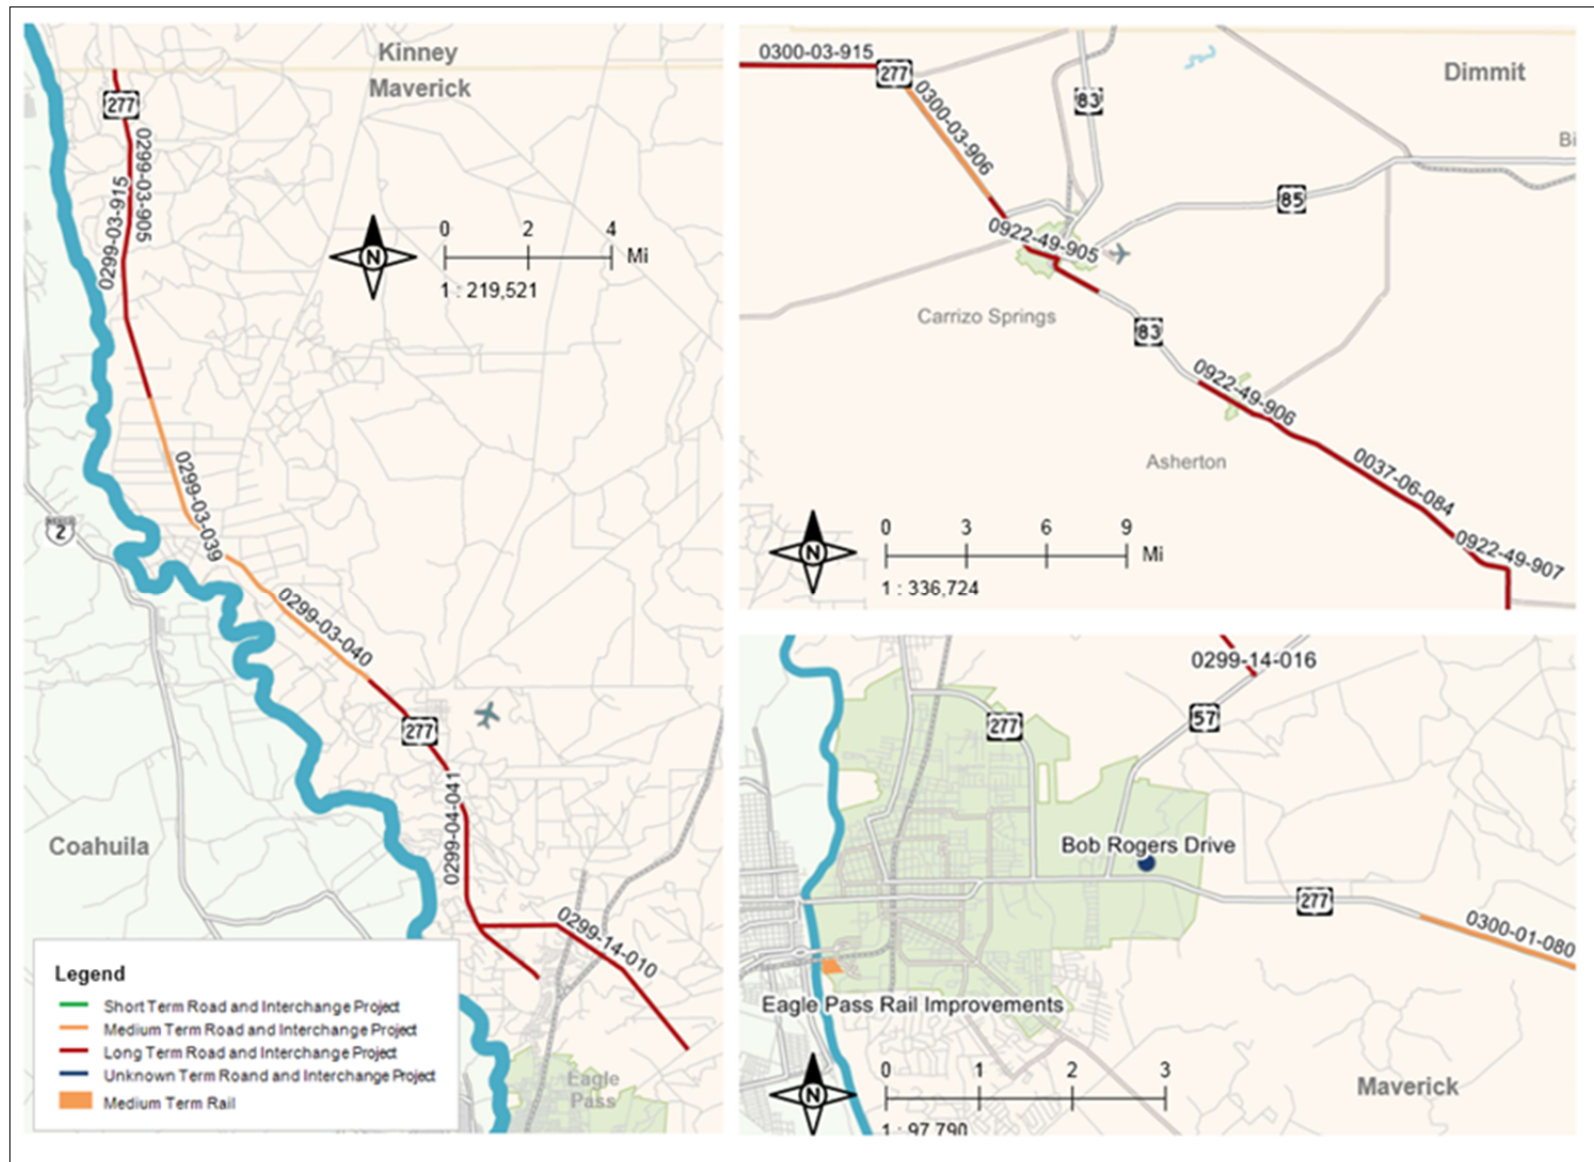 Kinney
Maverick
277
0299-03-915
0299-03-905
N
0 2 4
Mi
1 : 219,521
0299-03-039
2
0299-03-040
277
0299-04-041
Coahuila
0299-14-010
Eagle
Pass
Legend
Short Term Road and Interchange Project
Medium Term Road and Interchange Project
Long Term Road and Interchange Project
Unknown Term Roand and Interchange Project
Medium Term Rail
0300-03-915
277
0300-03-906
83
Dimmit
Bi
85
0922-49-905
Carrizo Springs
83
0922-49-906
Asherton
0037-06-084
0922-49-907
N
0 3 6 9
Mi
1 : 336,724
0299-14-016
277
57
Bob Rogers Drive
277
0300-01-080
Eagle Pass Rail Improvements
N
0 1 2 3
1 : 97,790
Maverick